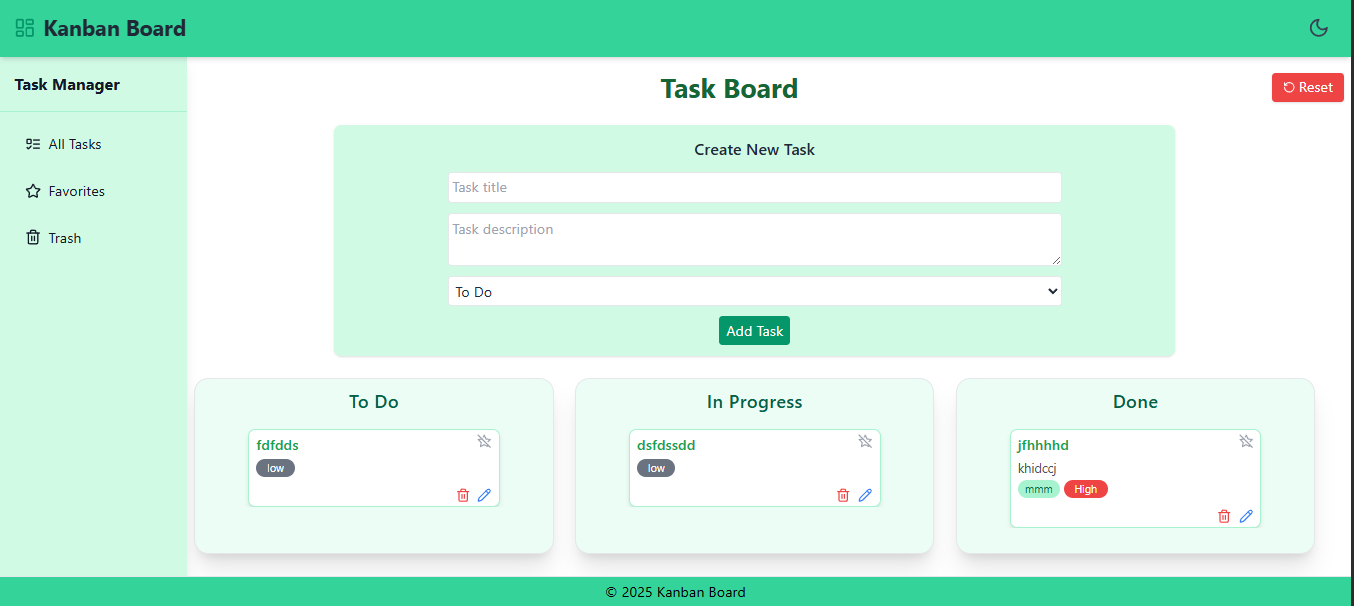 Kanban Board
Task Manager
All Tasks
Favorites
Trash
Task Board
Reset
Create New Task
Task title
Task description
To Do
Add Task
To Do
fdfdds
low
In Progress
dsfdssdd
low
Done
jfhhhhd
khidccj
mmm High
© 2025 Kanban Board